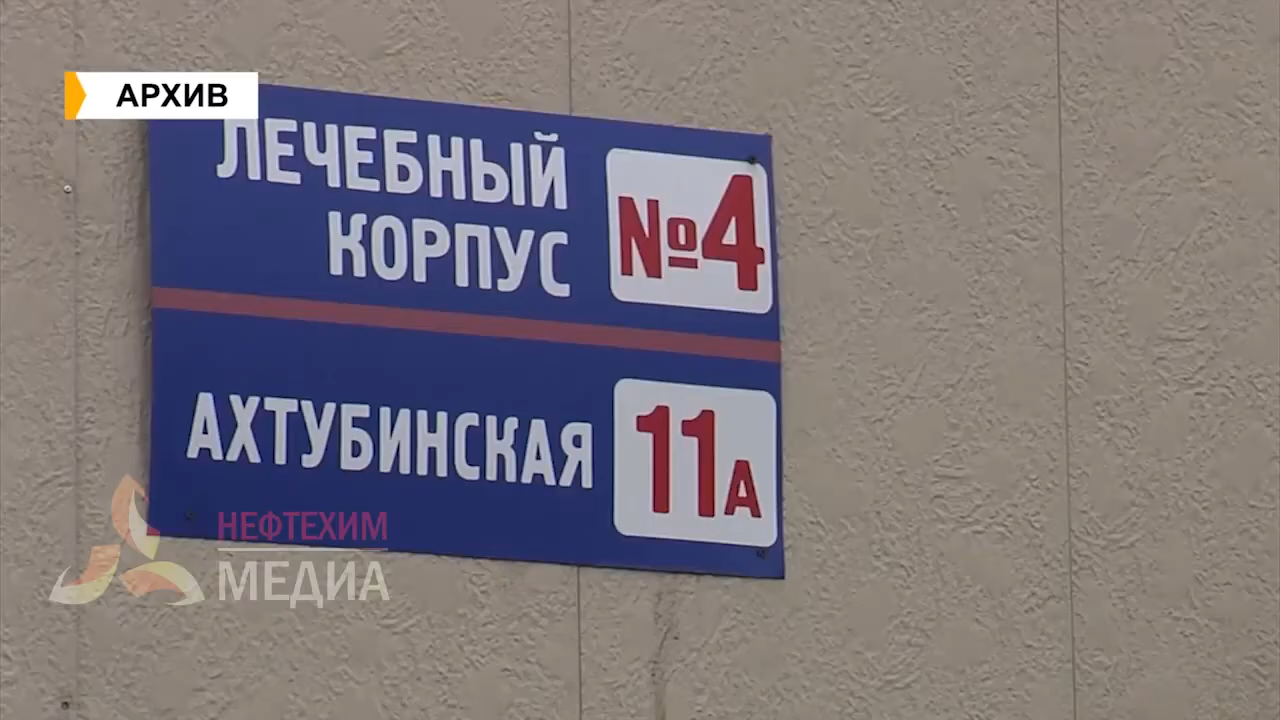 АРХИВ
ЛЕЧЕБНЫЙ
КОРПУС
№4
АХТУБИНСКАЯ
11А
НЕФТЕХИМ
МЕДИА